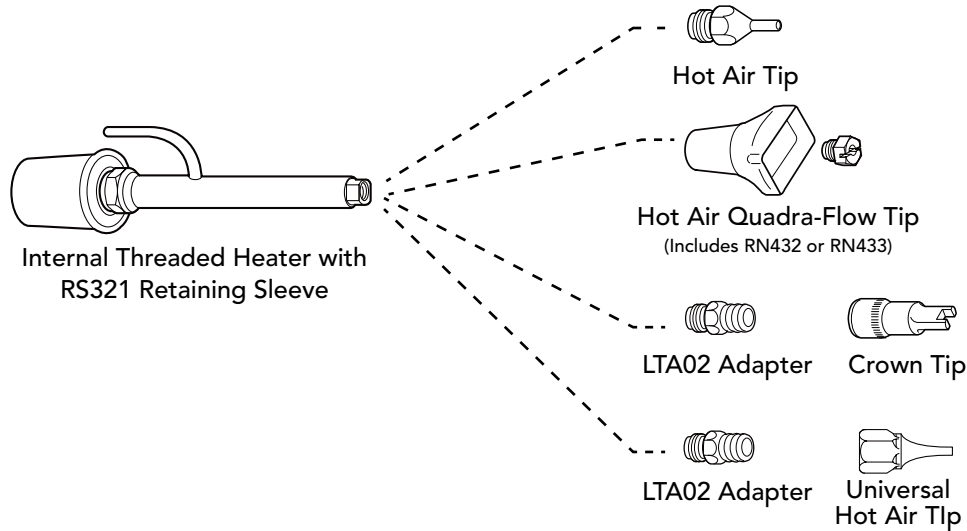 Hot Air Tip
Hot Air Quadra-Flow Tip
(Includes RN432 or RN433)
Internal Threaded Heater with
RS321 Retaining Sleeve
LTA02 Adapter
Crown Tip
LTA02 Adapter
Universal
Hot Air TIp